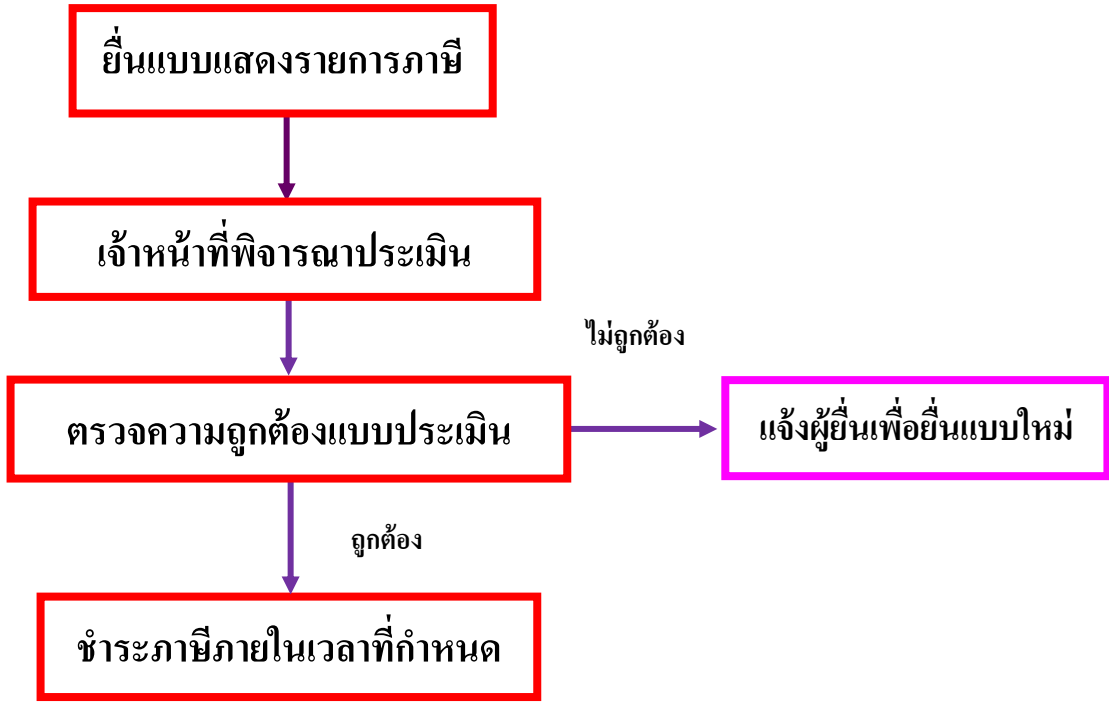 ยื่นแบบแสดงรายการภาษี
เจ้าหน้าที่พิจารณาประเมิน
ไม่ถูกต้อง
ตรวจความถูกต้องแบบประเมิน
แจ้งผู้ยื่นเพื่อยื่นแบบใหม่
ถูกต้อง
ชำระภาษีภายในเวลาที่กำหนด